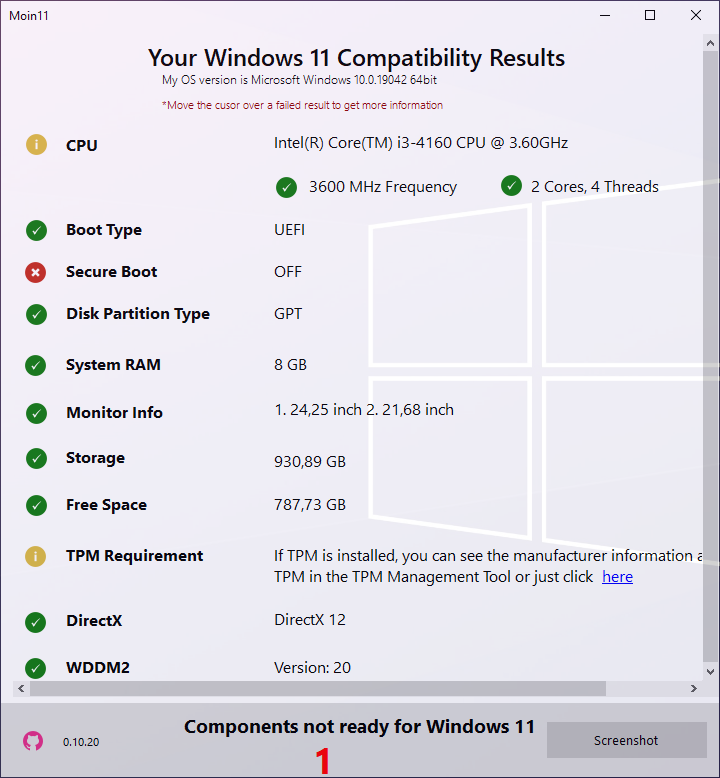 Moin11
Your Windows 11 Compatibility Results
My OS version is Microsoft Windows 10.0.19042 64bit
*Move the cusor over a failed result to get more information
CPU
Intel(R) Core(TM) i3-4160 CPU @ 3.60GHz
3600 MHz Frequency
2 Cores, 4 Threads
Boot Type
UEFI
Secure Boot
OFF
Disk Partition Type
GPT
System RAM
8 GB
Monitor Info
1. 24,25 inch 2. 21,68 inch
Storage
930,89 GB
Free Space
787,73 GB
TPM Requirement
If TPM is installed, you can see the manufacturer information a
TPM in the TPM Management Tool or just click here
DirectX
DirectX 12
WDDM2
Version: 20
Components not ready for Windows 11
0.10.20
1
Screenshot